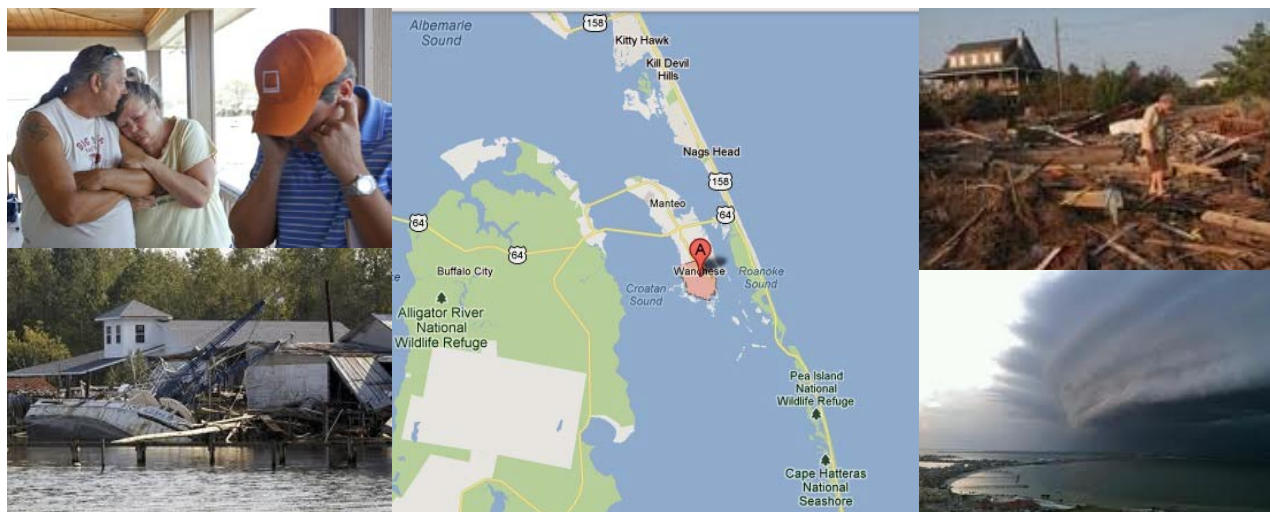 Albemarle
Sound
158
Kitty Hawk
Kill Devil
Hills
Nags Head
158
Manteo
64
64
64
Buffalo City
A
Wanchese
Croatan
Sound
Roanoke
Sound
Alligator River
National
Wildlife Refuge
Pea Island
National
Wildlife Refuge
Cape Hatteras
National
Seashore